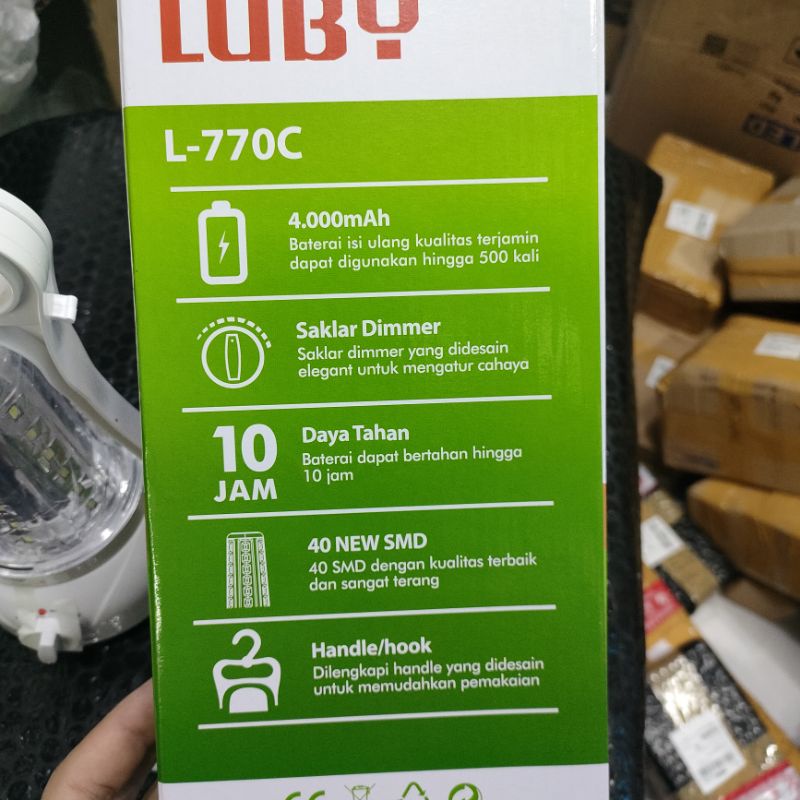 LUBY
L-770C
4.000mAh
Baterai isi ulang kualitas terjamin
dapat digunakan hingga 500 kali
Saklar Dimmer
Saklar dimmer yang didesain
elegant untuk mengatur cahaya
10
JAM
Daya Tahan
Baterai dapat bertahan hingga
10 jam
40 NEW SMD
40 SMD dengan kualitas terbaik
dan sangat terang
Handle/hook
Dilengkapi handle yang didesain
untuk memudahkan pemakaian